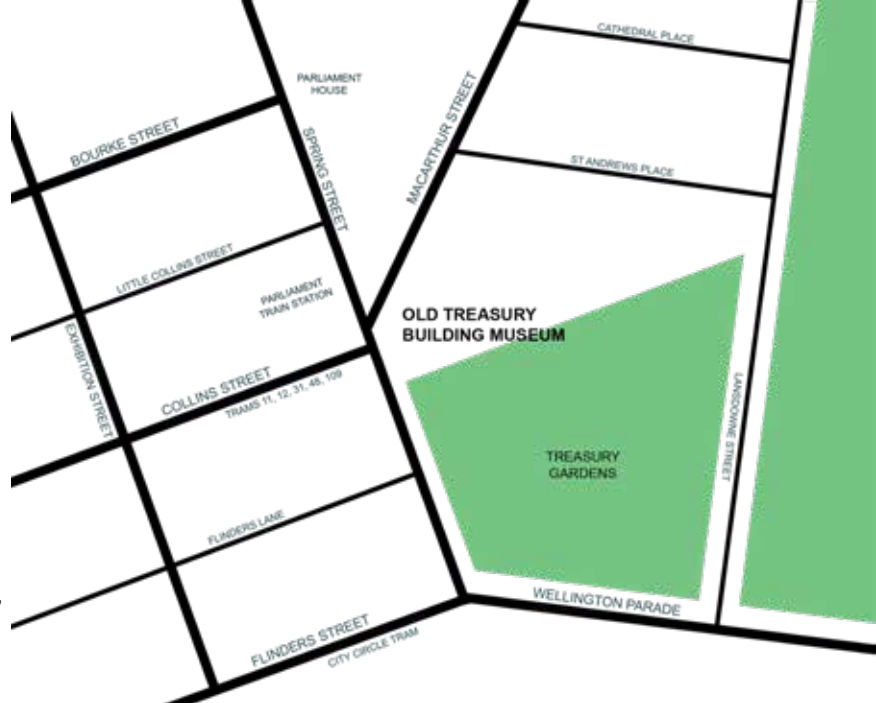 CATHEDRAL PLACE
PARLIAMENT
HOUSE
BOURKE STREET
SPRING STREET
MACARTHUR STREET
ST ANDREWS PLACE
LITTLE COLLINS STREET
PARLIAMENT
TRAIN STATION
OLD TREASURY
BUILDING MUSEUM
EXHIBITION STREET
COLLINS STREET
TRAMS 11, 12, 31, 48, 109
LANSDOWNE STREET
TREASURY
GARDENS
FLINDERS LANE
WELLINGTON PARADE
FLINDERS STREET
CITY CIRCLE TRAM